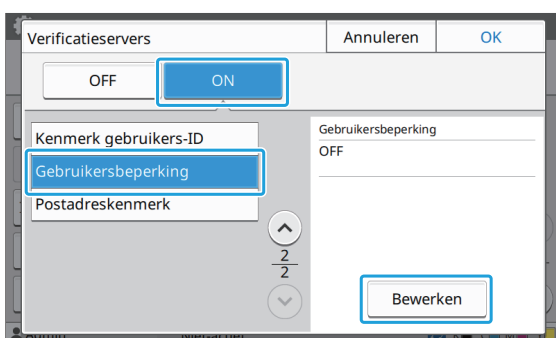 Verificatieservers
Annuleren
OK
OFF
ON
Kenmerk gebruikers-ID
Gebruikersbeperking
Postadreskenmerk
2
2
Gebruikersbeperking
OFF
Bewerken